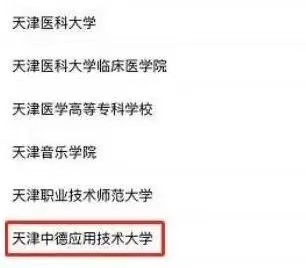 天津医科大学
天津医科大学临床医学院
天津医学高等专科学校
天津音乐学院
天津职业技术师范大学
天津中德应用技术大学